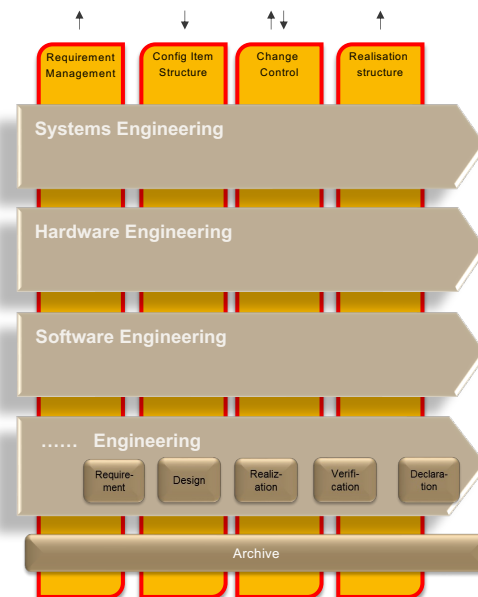 Requirement
Management
Config Item
Structure
Change
Control
Realisation
structure
Systems Engineering
Hardware Engineering
Software Engineering
...... Engineering
Require-
ment
Design
Realiz-
ation
Verifi-
cation
Declara-
tion
Archive